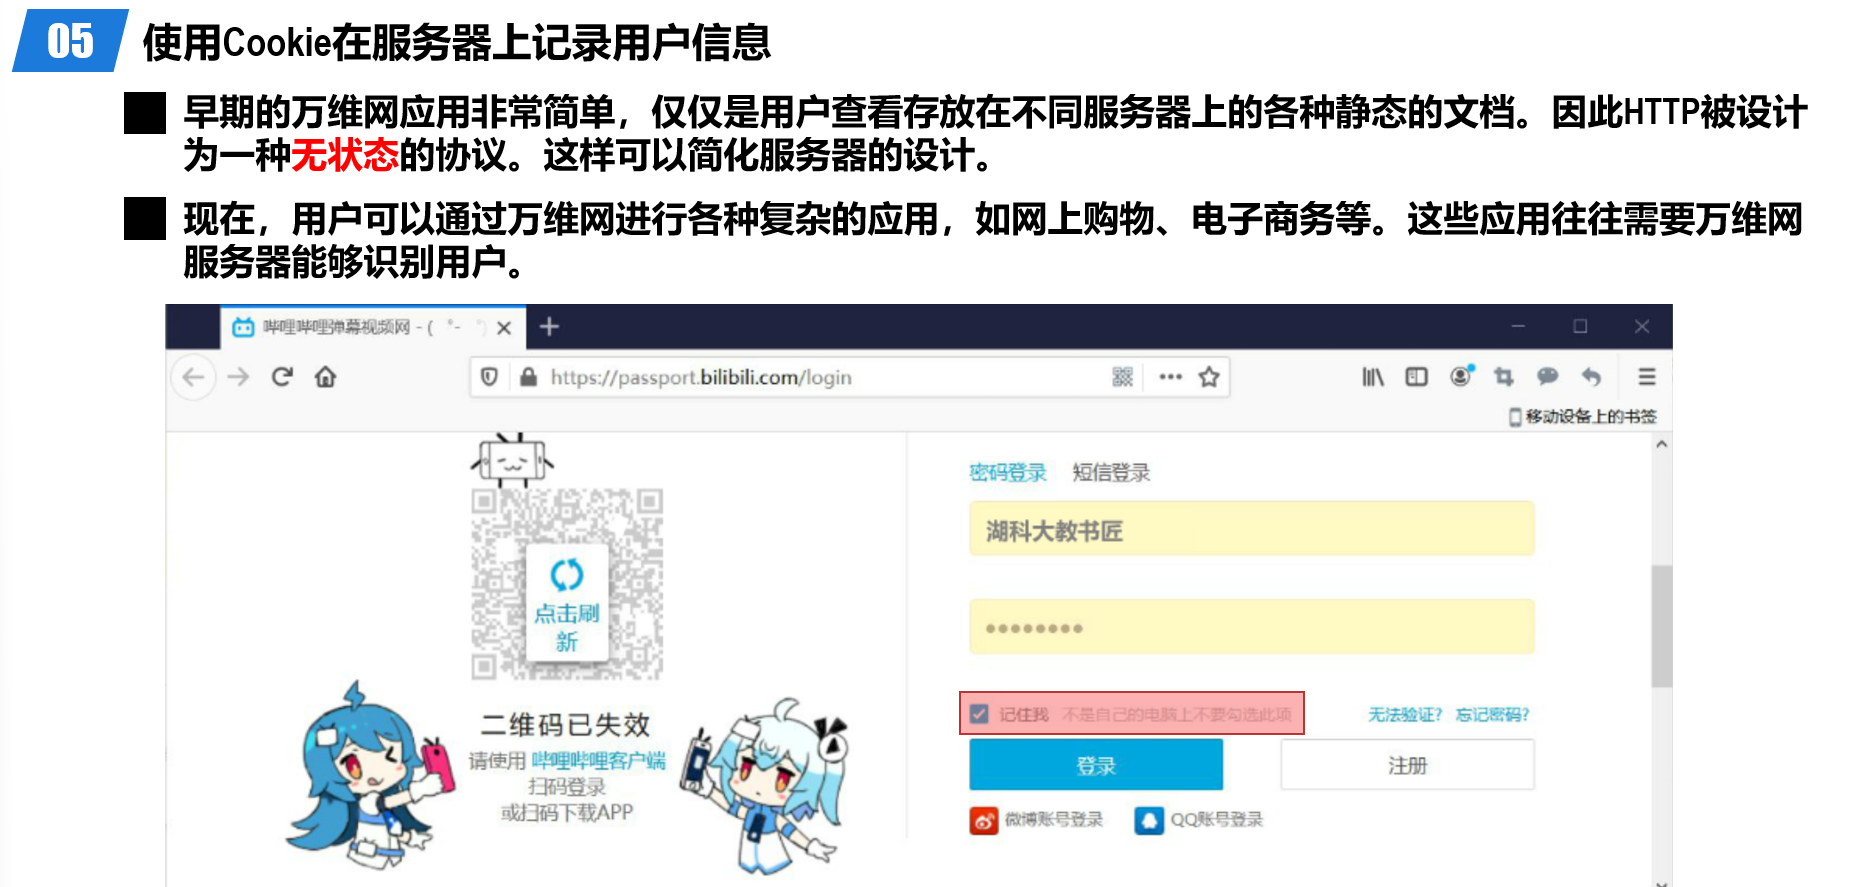 05 使用Cookie在服务器上记录用户信息
早期的万维网应用非常简单，仅仅是用户查看存放在不同服务器上的各种静态的文档。因此HTTP被设计
为一种无状态的协议。这样可以简化服务器的设计。
现在，用户可以通过万维网进行各种复杂的应用，如网上购物、电子商务等。这些应用往往需要万维网
服务器能够识别用户。
哔哩哔哩弹幕视频网 - ( ゜- ゜)
https://passport.bilibili.com/login
移动设备上的书签
点击刷
新
二维码已失效
请使用 哔哩哔哩客户端
扫码登录
或扫码下载APP
密码登录 短信登录
湖科大教书匠
••••••••
记住我 不是自己的电脑上不要勾选此项 无法验证? 忘记密码?
登录 注册
微博账号登录 QQ账号登录